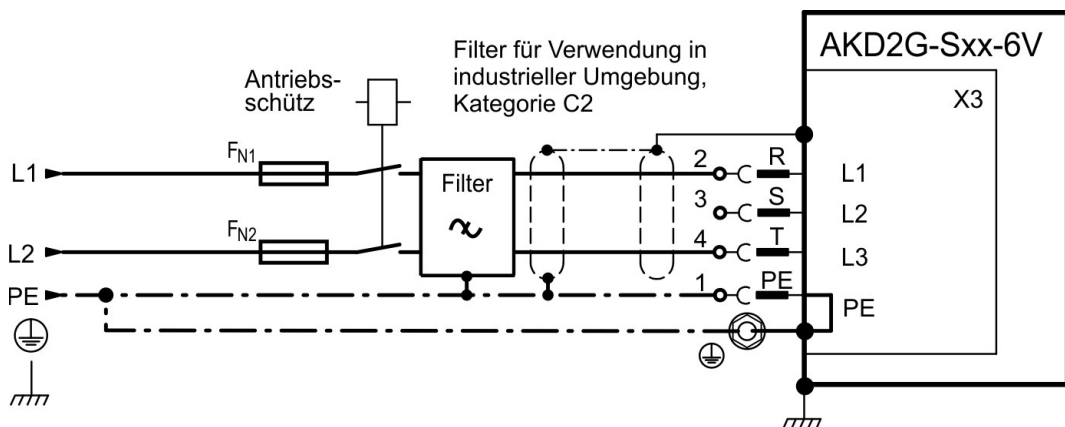 AKD2G-Sxx-6V
X3
Filter für Verwendung in
industrieller Umgebung,
Kategorie C2
Antriebs-
schütz
L1
FN1
Filter
2
R
L1
3
S
L2
L2
FN2
4
T
L3
PE
1
PE
PE